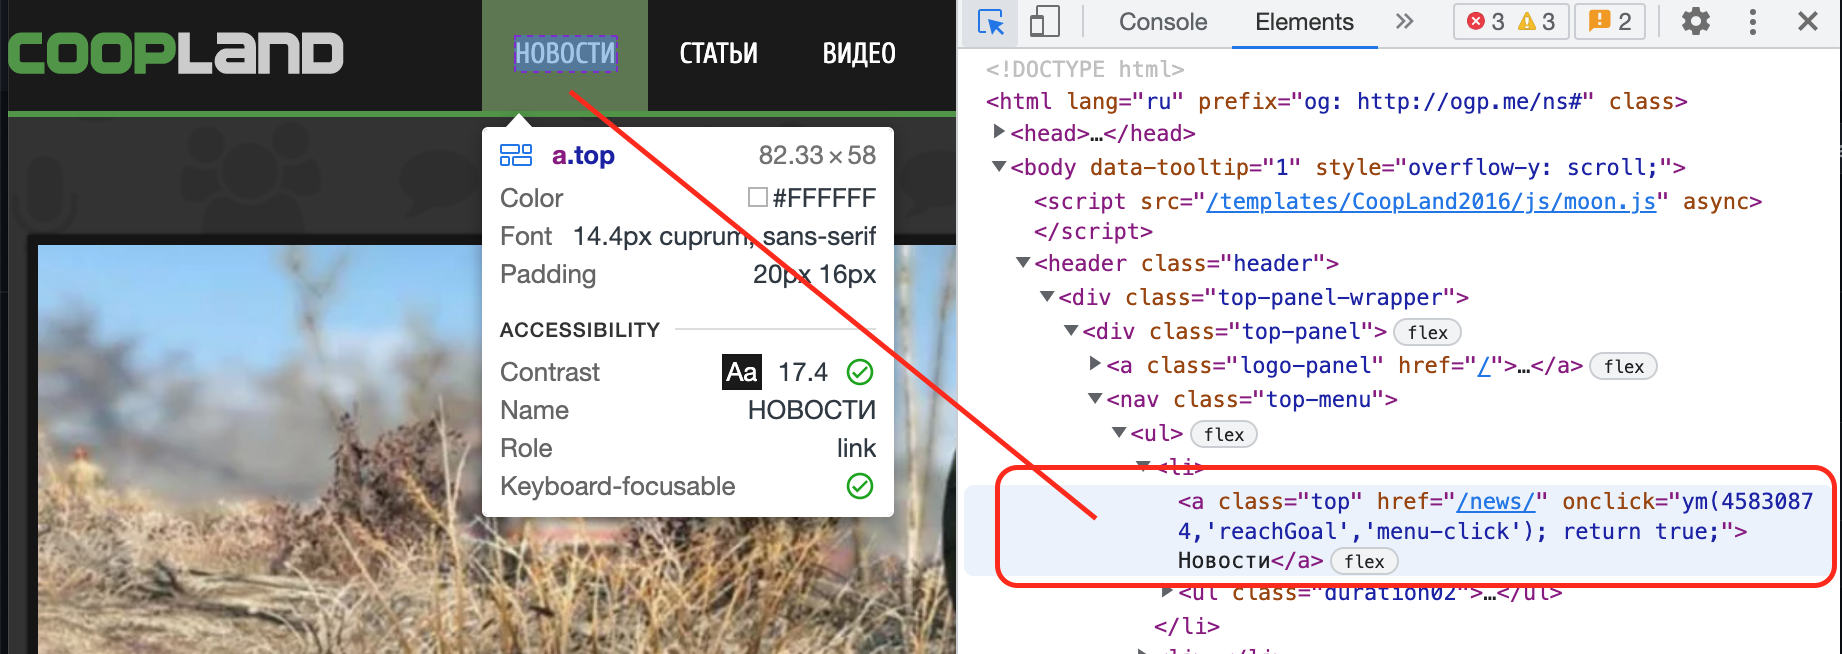 COOPLAND
НОВОСТИ СТАТЬИ ВИДЕО
a.top 82.33×58
Color #FFFFFF
Font 14.4px cuprum, sans-serif
Padding 20px 16px
ACCESSIBILITY
Contrast Aa 17.4
Name НОВОСТИ
Role link
Keyboard-focusable
Console Elements 3 3 2
<!DOCTYPE html>
<html lang="ru" prefix="og: http://ogp.me/ns#" class>
<head>…</head>
<body data-tooltip="1" style="overflow-y: scroll;">
<script src="/templates/CoopLand2016/js/moon.js" async>
</script>
<header class="header">
<div class="top-panel-wrapper">
<div class="top-panel"> flex
<a class="logo-panel" href="/">…</a> flex
<nav class="top-menu">
<ul> flex
<li>
<a class="top" href="/news/" onclick="ym(4583087
4,'reachGoal','menu-click'); return true;">
Новости</a> flex
<ul class="duration02">…</ul>
</li>